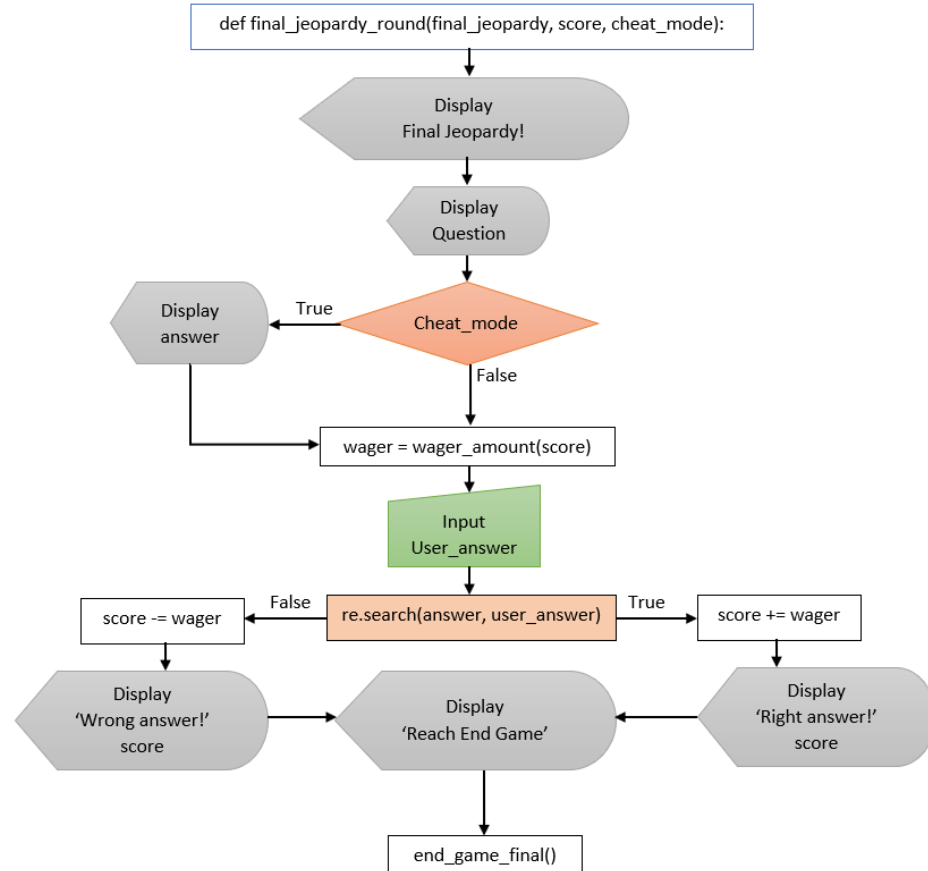 def final_jeopardy_round(final_jeopardy, score, cheat_mode):
Display
Final Jeopardy!
Display
Question
Cheat_mode
True
Display
answer
False
wager = wager_amount(score)
Input
User_answer
re.search(answer, user_answer)
False
True
score -= wager
score += wager
Display
‘Wrong answer!’
score
Display
‘Reach End Game’
Display
‘Right answer!’
score
end_game_final()